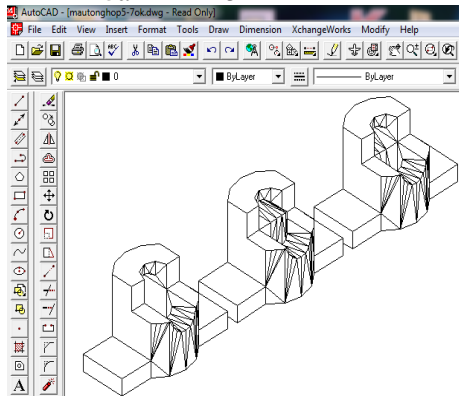 AutoCAD - [mautonghop5-7ok.dwg - Read Only]
File Edit View Insert Format Tools Draw Dimension XchangeWorks Modify Help
0 ByLayer ByLayer
A